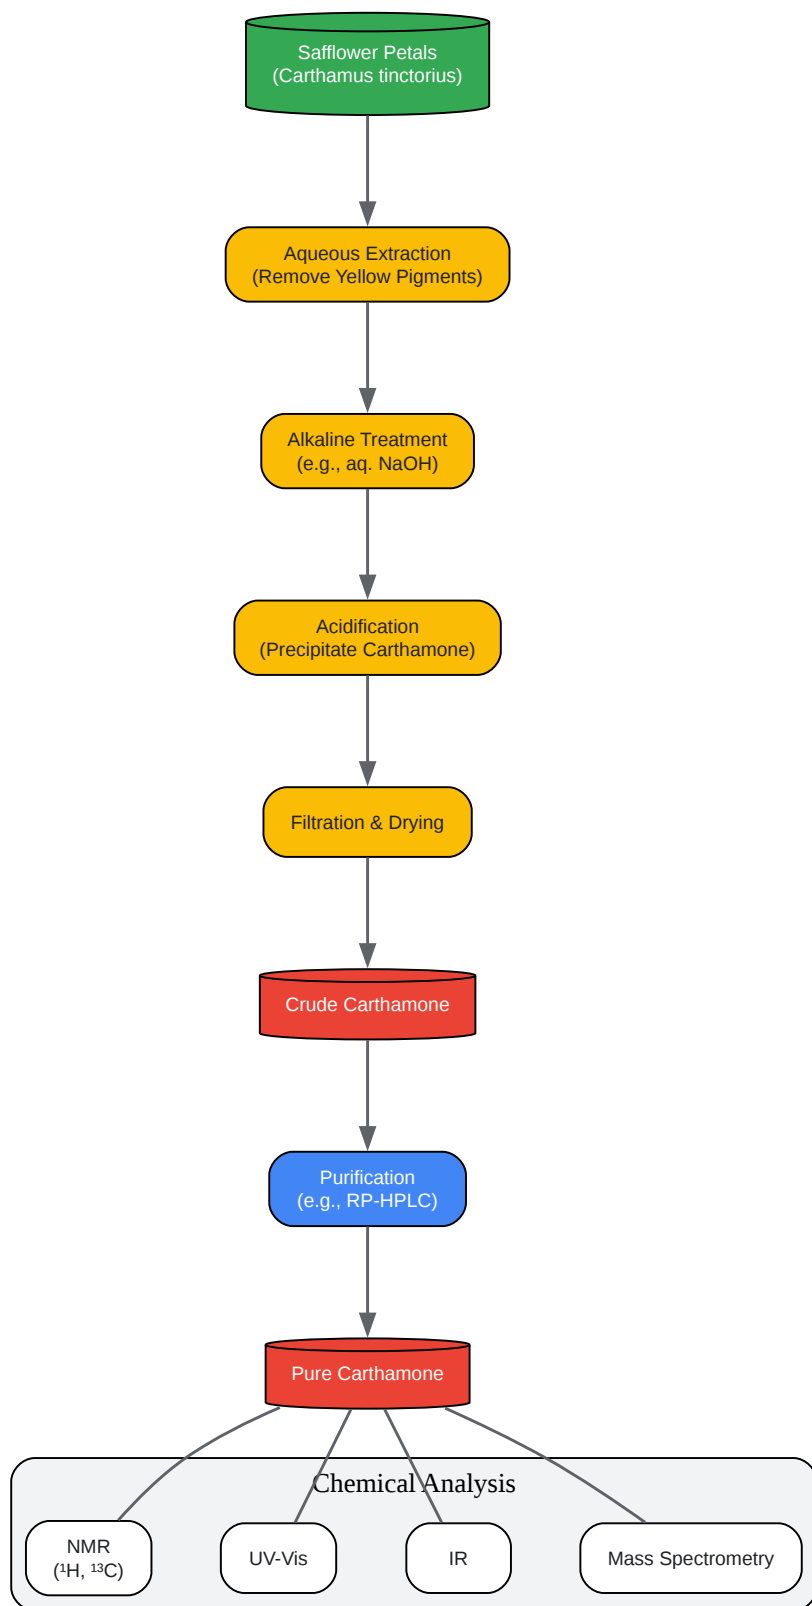 Safflower Petals
(Carthamus tinctorius)
Aqueous Extraction
(Remove Yellow Pigments)
Alkaline Treatment
(e.g., aq. NaOH)
Acidification
(Precipitate Carthamone)
Filtration & Drying
Crude Carthamone
Purification
(e.g., RP-HPLC)
Pure Carthamone
Chemical Analysis
NMR
(¹H, ¹³C)
UV-Vis
IR
Mass Spectrometry